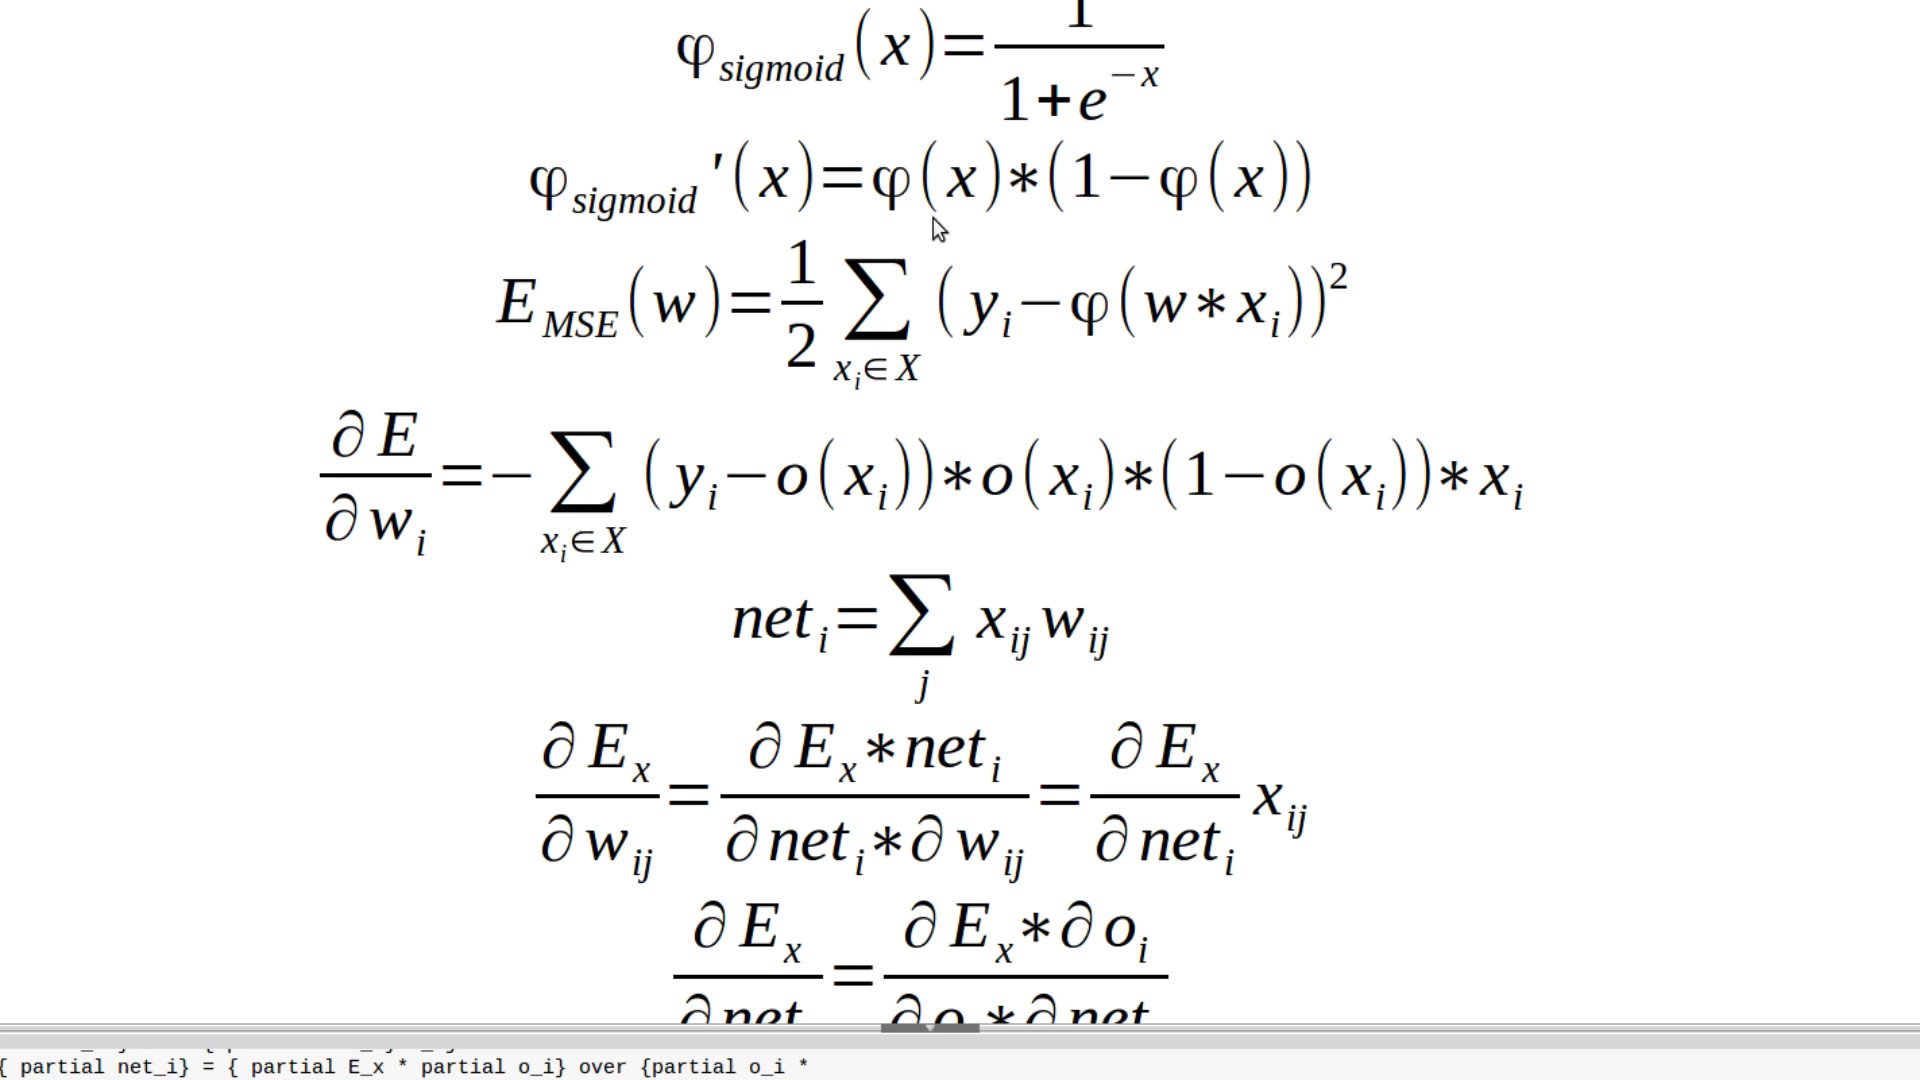 φ_sigmoid(x)=1/(1+e^(−x))
φ_sigmoid'(x)=φ(x)*(1−φ(x))
E_MSE(w)=1/2 ∑_(x_i∈X) (y_i−φ(w*x_i))^2
∂E/∂w_i=−∑_(x_i∈X) (y_i−o(x_i))*o(x_i)*(1−o(x_i))*x_i
net_i=∑_j x_ij w_ij
∂E_x/∂w_ij=(∂E_x*net_i)/(∂net_i*∂w_ij)=∂E_x/∂net_i x_ij
∂E_x/∂net=(∂E_x*∂o_i)/(∂o*∂net
{ partial net_i} = { partial E_x * partial o_i} over {partial o_i *